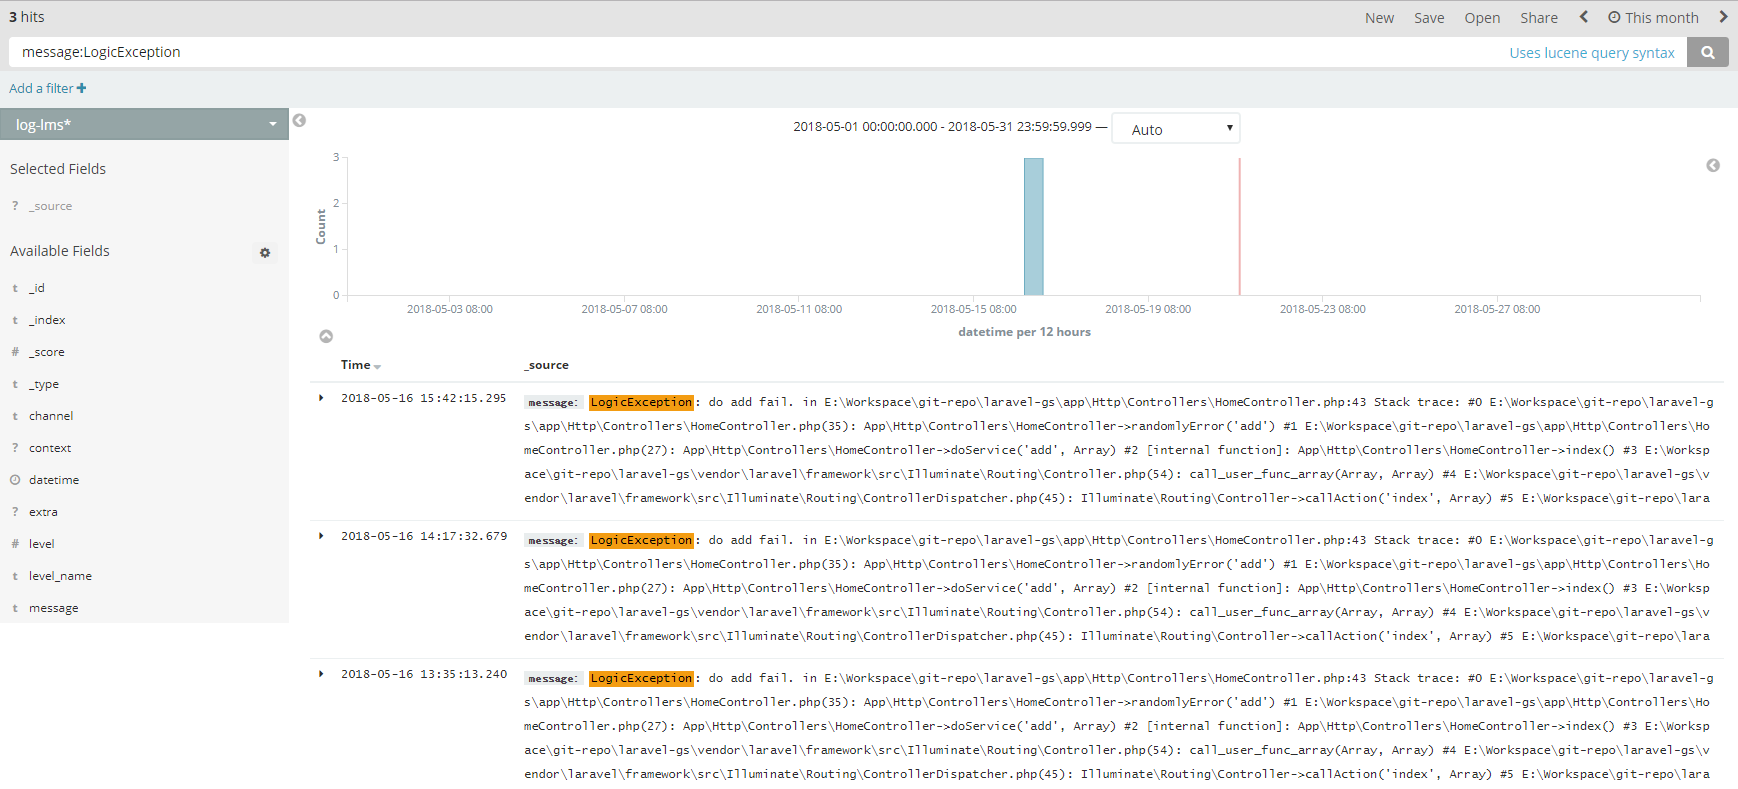 3 hits
New Save Open Share This month
message:LogicException
Uses lucene query syntax
Add a filter
log-lms*
Selected Fields
? _source
Available Fields
t _id
t _index
# _score
t _type
t channel
? context
datetime
? extra
# level
t level_name
t message
2018-05-01 00:00:00.000 - 2018-05-31 23:59:59.999 — Auto
3
2
1
0
Count
2018-05-03 08:00 2018-05-07 08:00 2018-05-11 08:00 2018-05-15 08:00 2018-05-19 08:00 2018-05-23 08:00 2018-05-27 08:00
datetime per 12 hours
Time _source
2018-05-16 15:42:15.295 message: LogicException: do add fail. in E:\Workspace\git-repo\laravel-gs\app\Http\Controllers\HomeController.php:43 Stack trace: #0 E:\Workspace\git-repo\laravel-g
s\app\Http\Controllers\HomeController.php(35): App\Http\Controllers\HomeController->randomlyError('add') #1 E:\Workspace\git-repo\laravel-gs\app\Http\Controllers\Ho
meController.php(27): App\Http\Controllers\HomeController->doService('add', Array) #2 [internal function]: App\Http\Controllers\HomeController->index() #3 E:\Worksp
ace\git-repo\laravel-gs\vendor\laravel\framework\src\Illuminate\Routing\Controller.php(54): call_user_func_array(Array, Array) #4 E:\Workspace\git-repo\laravel-gs\v
endor\laravel\framework\src\Illuminate\Routing\ControllerDispatcher.php(45): Illuminate\Routing\Controller->callAction('index', Array) #5 E:\Workspace\git-repo\lara
2018-05-16 14:17:32.679 message: LogicException: do add fail. in E:\Workspace\git-repo\laravel-gs\app\Http\Controllers\HomeController.php:43 Stack trace: #0 E:\Workspace\git-repo\laravel-g
s\app\Http\Controllers\HomeController.php(35): App\Http\Controllers\HomeController->randomlyError('add') #1 E:\Workspace\git-repo\laravel-gs\app\Http\Controllers\Ho
meController.php(27): App\Http\Controllers\HomeController->doService('add', Array) #2 [internal function]: App\Http\Controllers\HomeController->index() #3 E:\Worksp
ace\git-repo\laravel-gs\vendor\laravel\framework\src\Illuminate\Routing\Controller.php(54): call_user_func_array(Array, Array) #4 E:\Workspace\git-repo\laravel-gs\v
endor\laravel\framework\src\Illuminate\Routing\ControllerDispatcher.php(45): Illuminate\Routing\Controller->callAction('index', Array) #5 E:\Workspace\git-repo\lara
2018-05-16 13:35:13.240 message: LogicException: do add fail. in E:\Workspace\git-repo\laravel-gs\app\Http\Controllers\HomeController.php:43 Stack trace: #0 E:\Workspace\git-repo\laravel-g
s\app\Http\Controllers\HomeController.php(35): App\Http\Controllers\HomeController->randomlyError('add') #1 E:\Workspace\git-repo\laravel-gs\app\Http\Controllers\Ho
meController.php(27): App\Http\Controllers\HomeController->doService('add', Array) #2 [internal function]: App\Http\Controllers\HomeController->index() #3 E:\Worksp
ace\git-repo\laravel-gs\vendor\laravel\framework\src\Illuminate\Routing\Controller.php(54): call_user_func_array(Array, Array) #4 E:\Workspace\git-repo\laravel-gs\v
endor\laravel\framework\src\Illuminate\Routing\ControllerDispatcher.php(45): Illuminate\Routing\Controller->callAction('index', Array) #5 E:\Workspace\git-repo\lara